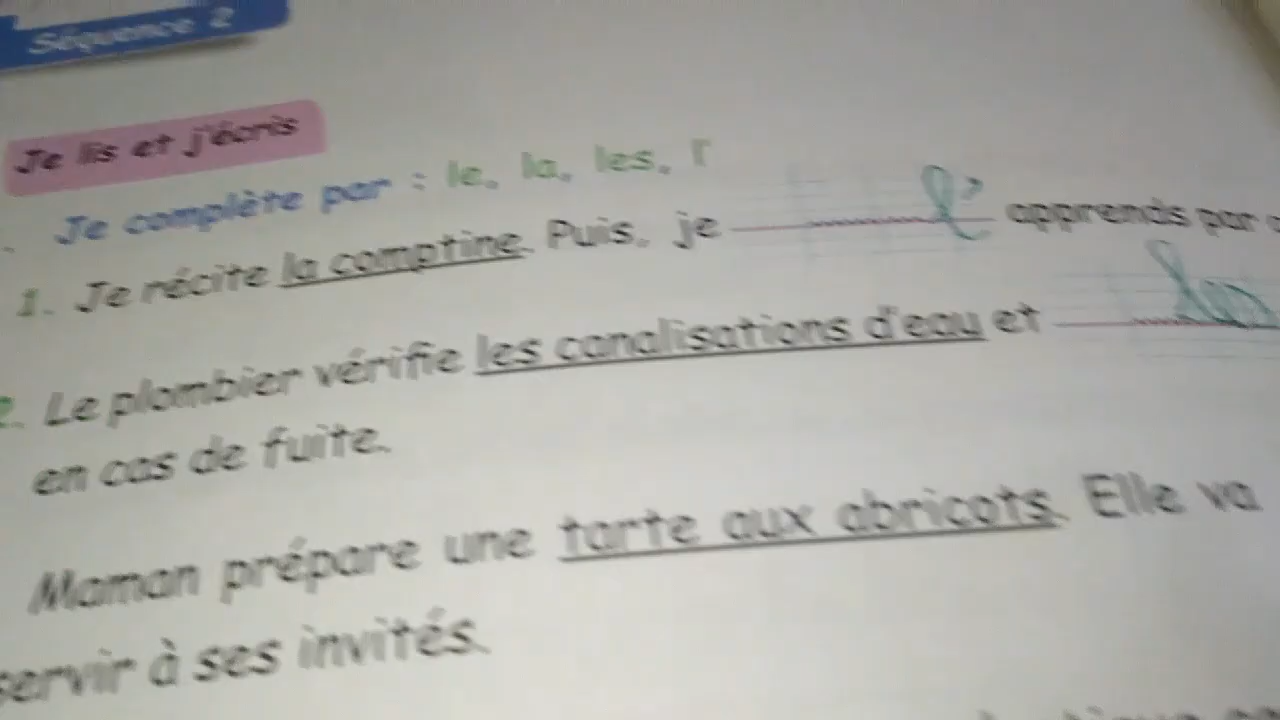 Séquence 2
Je lis et j'écris
Je complète par : le, la, les, l'
1. Je récite la comptine. Puis, je l' apprends par
2. Le plombier vérifie les canalisations d'eau et les
en cas de fuite.
Maman prépare une tarte aux abricots. Elle va
servir à ses invités.